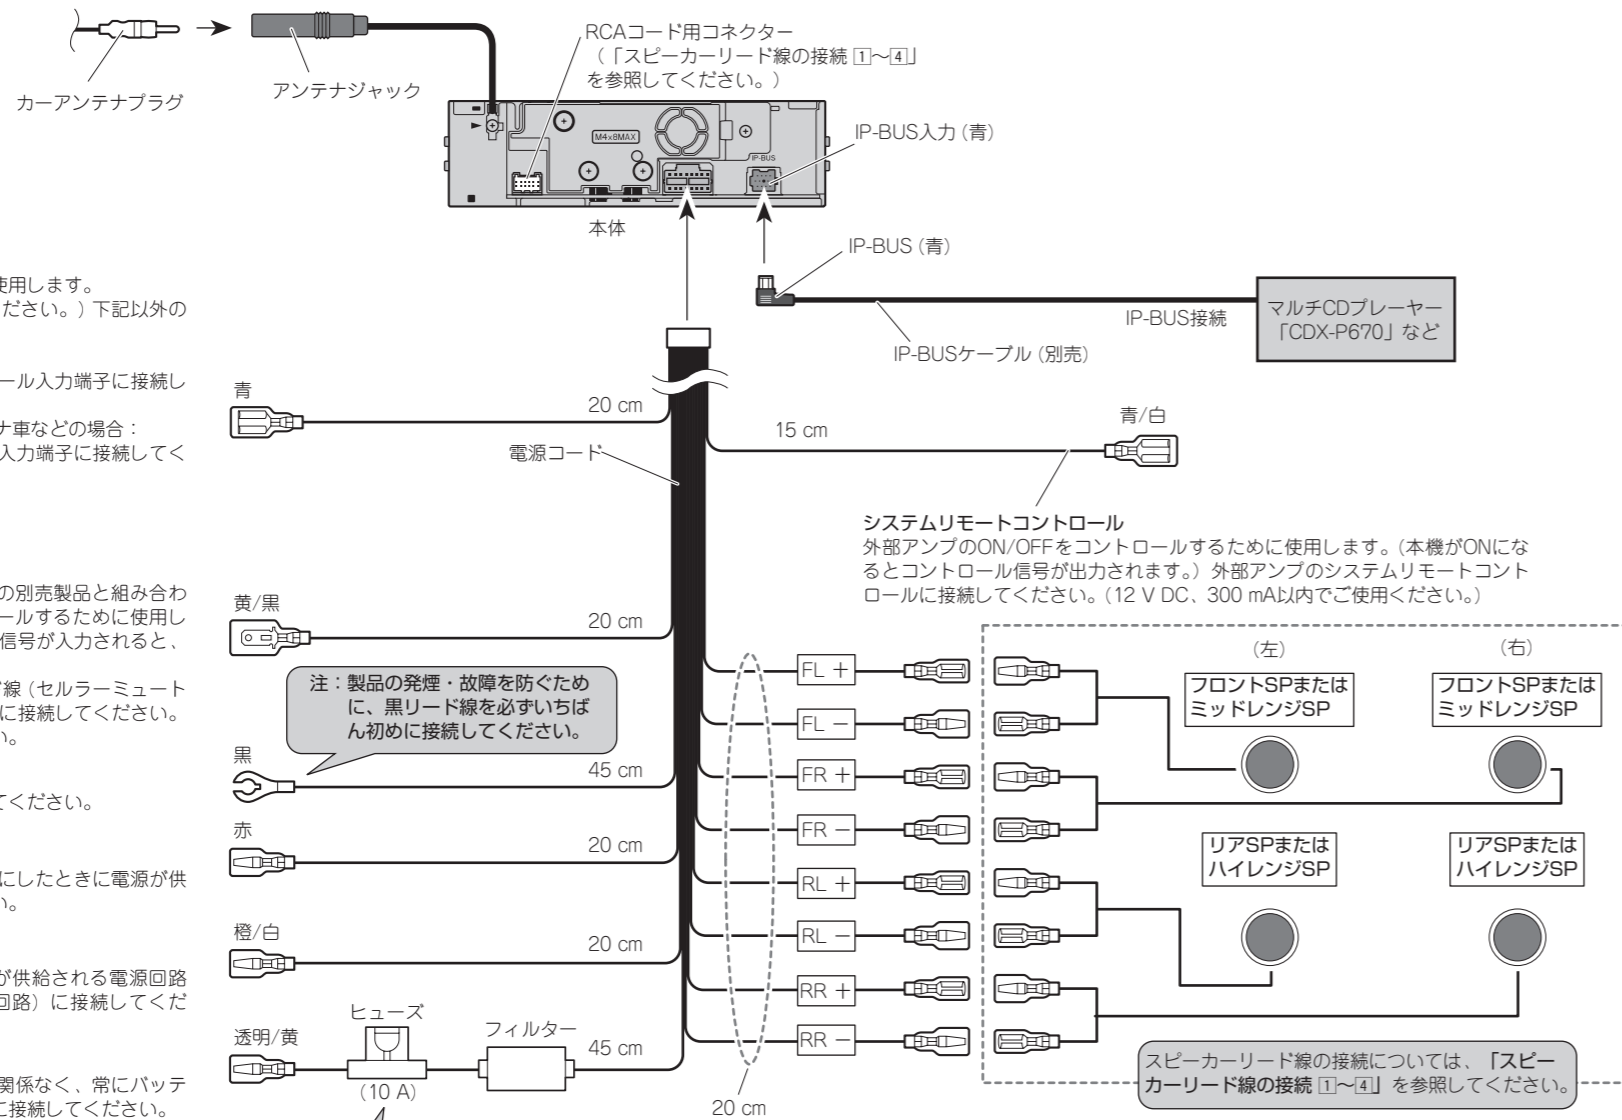 RCAコード用コネクター
(「スピーカーリード線の接続 1～4」
を参照してください。)
カーアンテナプラグ
アンテナジャック
M4x8MAX
IP-BUS
IP-BUS入力 (青)
本体
IP-BUS (青)
IP-BUS接続
マルチCDプレーヤー
「CDX-P670」など
IP-BUSケーブル (別売)
使用します。
ださい。) 下記以外の
ール入力端子に接続し
ナ車などの場合：
入力端子に接続してく
青
20 cm
電源コード
15 cm
青/白
システムリモートコントロール
外部アンプのON/OFFをコントロールするために使用します。(本機がONにな
るとコントロール信号が出力されます。) 外部アンプのシステムリモートコント
ロールに接続してください。(12 V DC、300 mA以内でご使用ください。)
の別売製品と組み合わ
ールするために使用し
信号が入力されると、
線 (セルラーミュート
に接続してください。
い。
黄/黒
20 cm
注：製品の発煙・故障を防ぐため
に、黒リード線を必ずいちば
ん初めに接続してください。
黒
45 cm
てください。
赤
20 cm
にしたときに電源が供
い。
橙/白
20 cm
が供給される電源回路
回路) に接続してくだ
透明/黄
ヒューズ
(10 A)
フィルター
45 cm
関係なく、常にバッテ
に接続してください。
FL +
FL −
FR +
FR −
RL +
RL −
RR +
RR −
20 cm
(左)
(右)
フロントSPまたは
ミッドレンジSP
フロントSPまたは
ミッドレンジSP
リアSPまたは
ハイレンジSP
リアSPまたは
ハイレンジSP
スピーカーリード線の接続については、「スピー
カーリード線の接続 1～4」を参照してください。